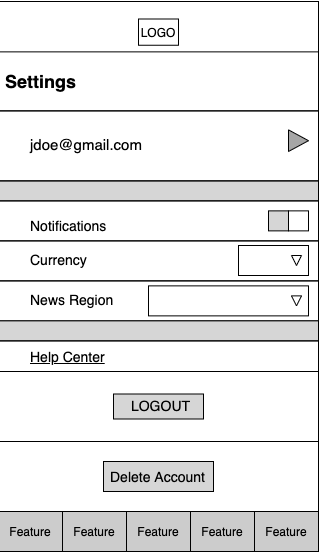 LOGO
Settings
jdoe@gmail.com
Notifications
Currency
News Region
Help Center
LOGOUT
Delete Account
Feature Feature Feature Feature Feature